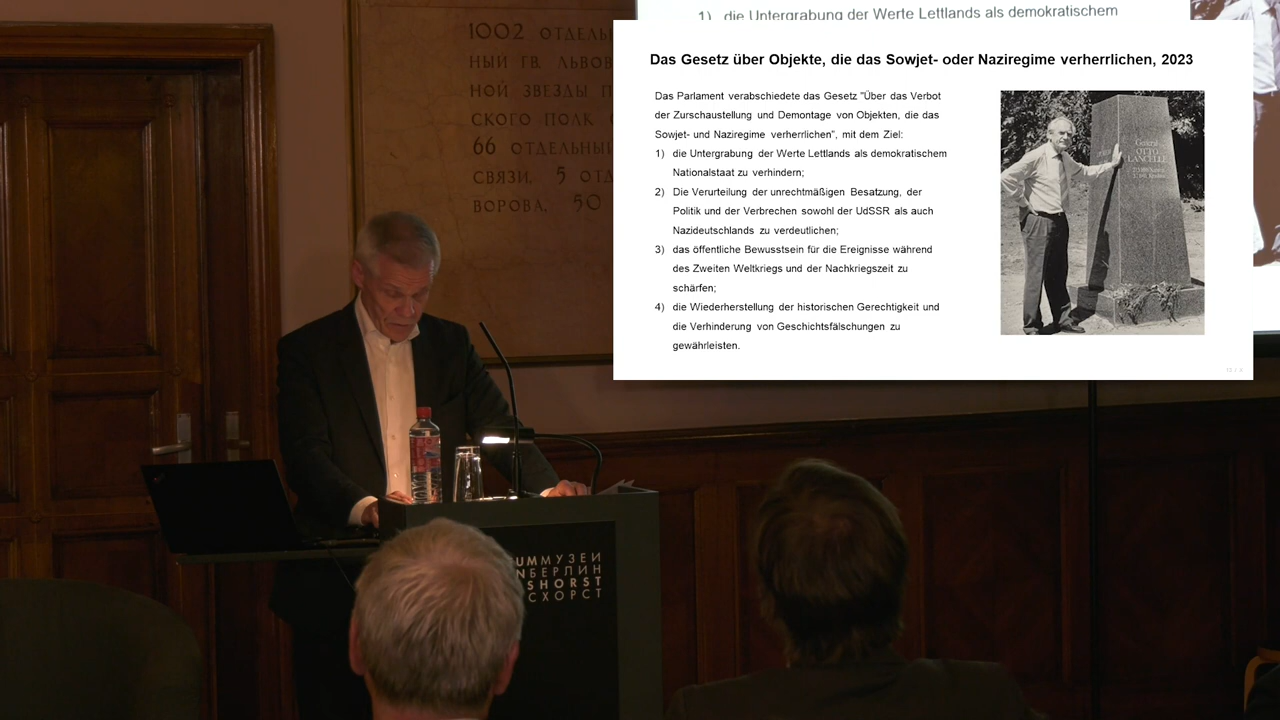 1) die Untergrabung der Werte Lettlands als demokratischem
Das Gesetz über Objekte, die das Sowjet- oder Naziregime verherrlichen, 2023
Das Parlament verabschiedete das Gesetz "Über das Verbot
der Zurschaustellung und Demontage von Objekten, die das
Sowjet- und Naziregime verherrlichen", mit dem Ziel:
1) die Untergrabung der Werte Lettlands als demokratischem
Nationalstaat zu verhindern;
2) Die Verurteilung der unrechtmäßigen Besatzung, der
Politik und der Verbrechen sowohl der UdSSR als auch
Nazideutschlands zu verdeutlichen;
3) das öffentliche Bewusstsein für die Ereignisse während
des Zweiten Weltkriegs und der Nachkriegszeit zu
schärfen;
4) die Wiederherstellung der historischen Gerechtigkeit und
die Verhinderung von Geschichtsfälschungen zu
gewährleisten.
General
OTTO
LANCELLE
1002 ОТДЕЛЬ
НЫЙ ГВ. ЛЬВОВ
НОЙ ЗВЕЗДЫ П
СКОГО ПОЛК
66 ОТДЕЛЬНЫЙ
СВЯЗИ. 5 ОТД
ВОРОВА. 50
UM МУЗЕЙ
N БЕРЛИН
SHORST
СХОРСТ